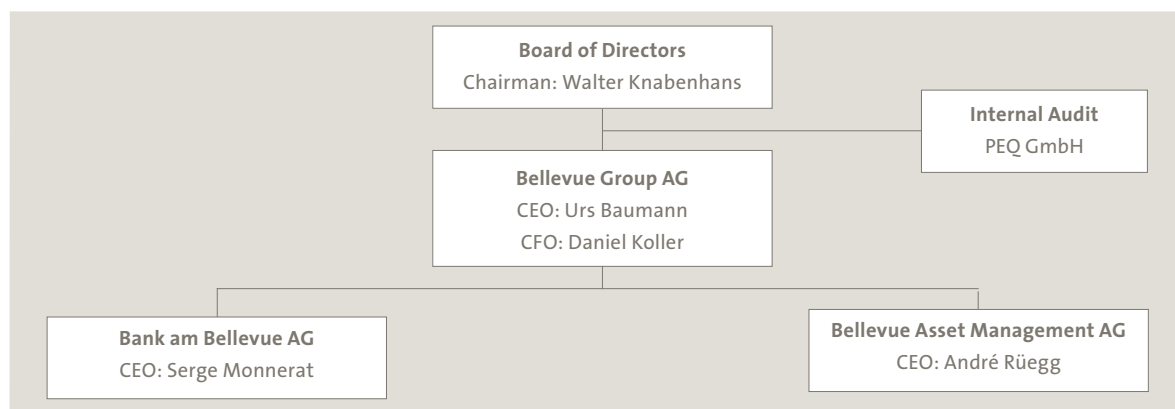 Board of Directors
Chairman: Walter Knabenhans
Internal Audit
PEQ GmbH
Bellevue Group AG
CEO: Urs Baumann
CFO: Daniel Koller
Bank am Bellevue AG
CEO: Serge Monnerat
Bellevue Asset Management AG
CEO: André Rüegg